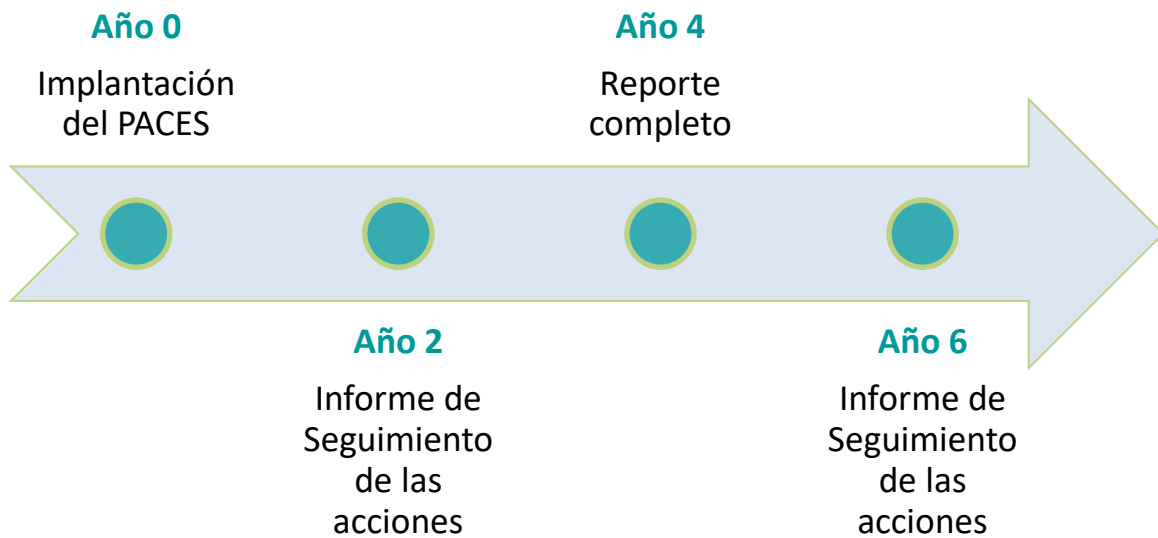 Año 0
Implantación
del PACES
Año 2
Informe de
Seguimiento
de las
acciones
Año 4
Reporte
completo
Año 6
Informe de
Seguimiento
de las
acciones